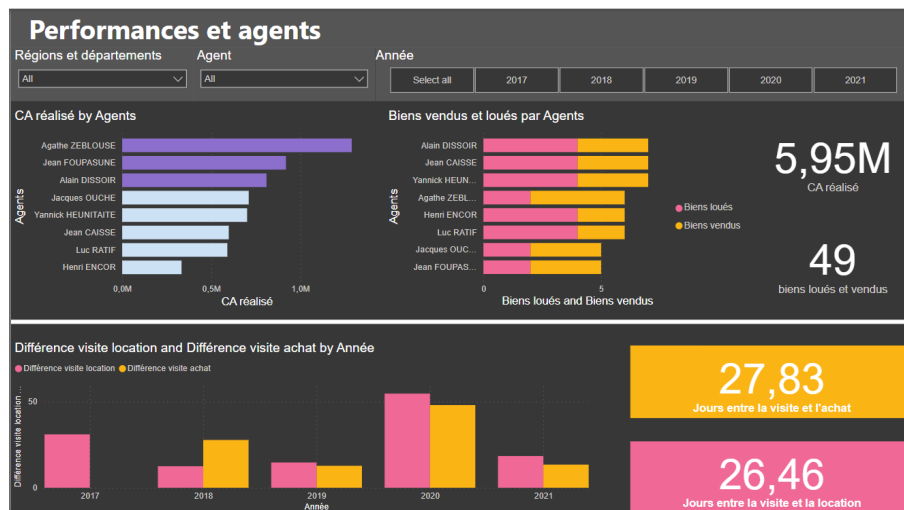 Performances et agents
Régions et départements
All
Agent
All
Année
Select all
2017
2018
2019
2020
2021
CA réalisé by Agents
Agents
Agathe ZEBLOUSE
Jean FOUPASUNE
Alain DISSOIR
Jacques OUCHE
Yannick HEUNITAITE
Jean CAISSE
Luc RATIF
Henri ENCOR
0,0M
0,5M
1,0M
CA réalisé
Biens vendus et loués par Agents
Agents
Alain DISSOIR
Jean CAISSE
Yannick HEUN...
Agathe ZEBL...
Henri ENCOR
Luc RATIF
Jacques OUC...
Jean FOUPAS...
0
5
Biens loués and Biens vendus
Biens loués
Biens vendus
5,95M
CA réalisé
49
biens loués et vendus
Différence visite location and Différence visite achat by Année
Différence visite location
Différence visite achat
Différence visite location ...
50
0
2017
2018
2019
2020
2021
Année
27,83
Jours entre la visite et l'achat
26,46
Jours entre la visite et la location